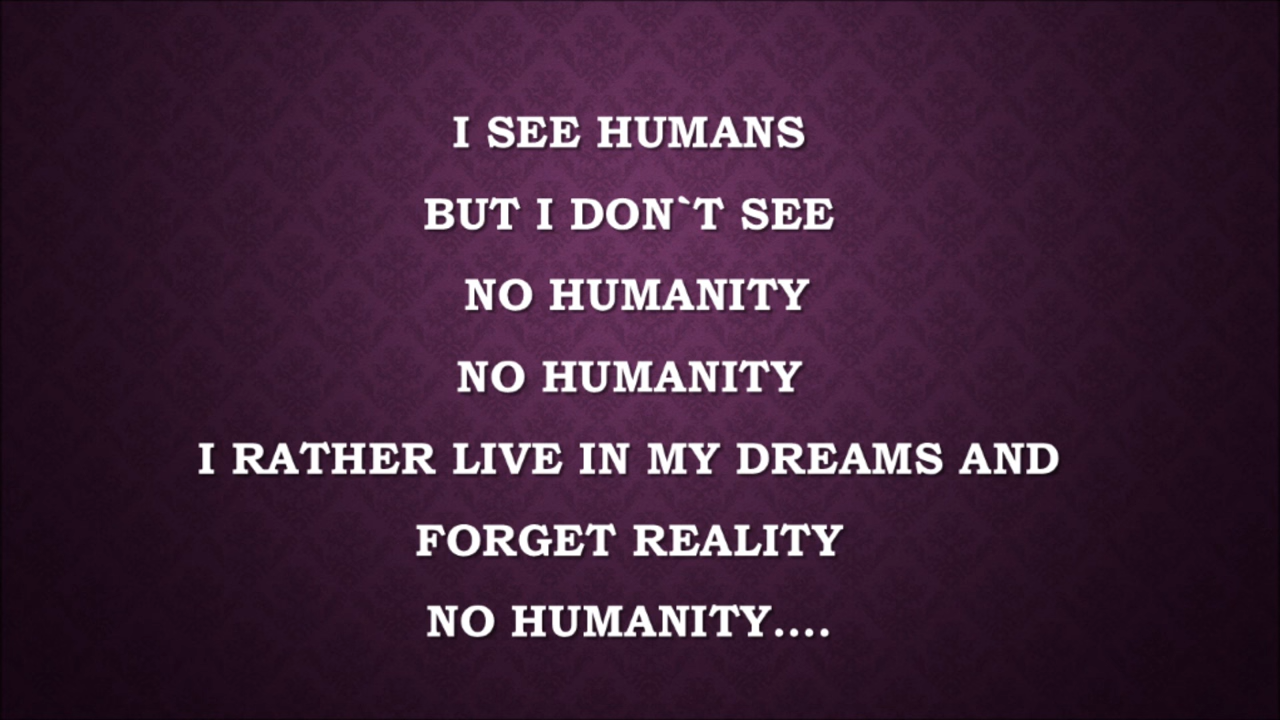 I SEE HUMANS
BUT I DON`T SEE
NO HUMANITY
NO HUMANITY
I RATHER LIVE IN MY DREAMS AND
FORGET REALITY
NO HUMANITY....